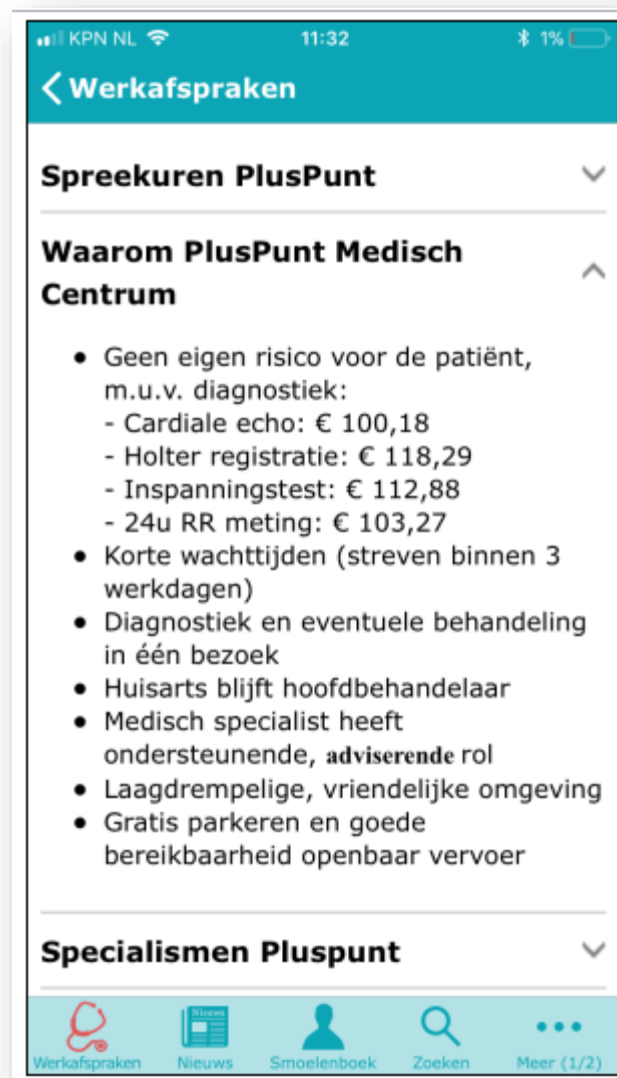 KPN NL 11:32 1%
Werkafspraken
Spreekuren PlusPunt
Waarom PlusPunt Medisch
Centrum
• Geen eigen risico voor de patiënt,
m.u.v. diagnostiek:
- Cardiale echo: € 100,18
- Holter registratie: € 118,29
- Inspanningstest: € 112,88
- 24u RR meting: € 103,27
• Korte wachttijden (streven binnen 3
werkdagen)
• Diagnostiek en eventuele behandeling
in één bezoek
• Huisarts blijft hoofdbehandelaar
• Medisch specialist heeft
ondersteunende, adviserende rol
• Laagdrempelige, vriendelijke omgeving
• Gratis parkeren en goede
bereikbaarheid openbaar vervoer
Specialismen Pluspunt
Nieuws
Werkafspraken Nieuws Smoelenboek Zoeken Meer (1/2)